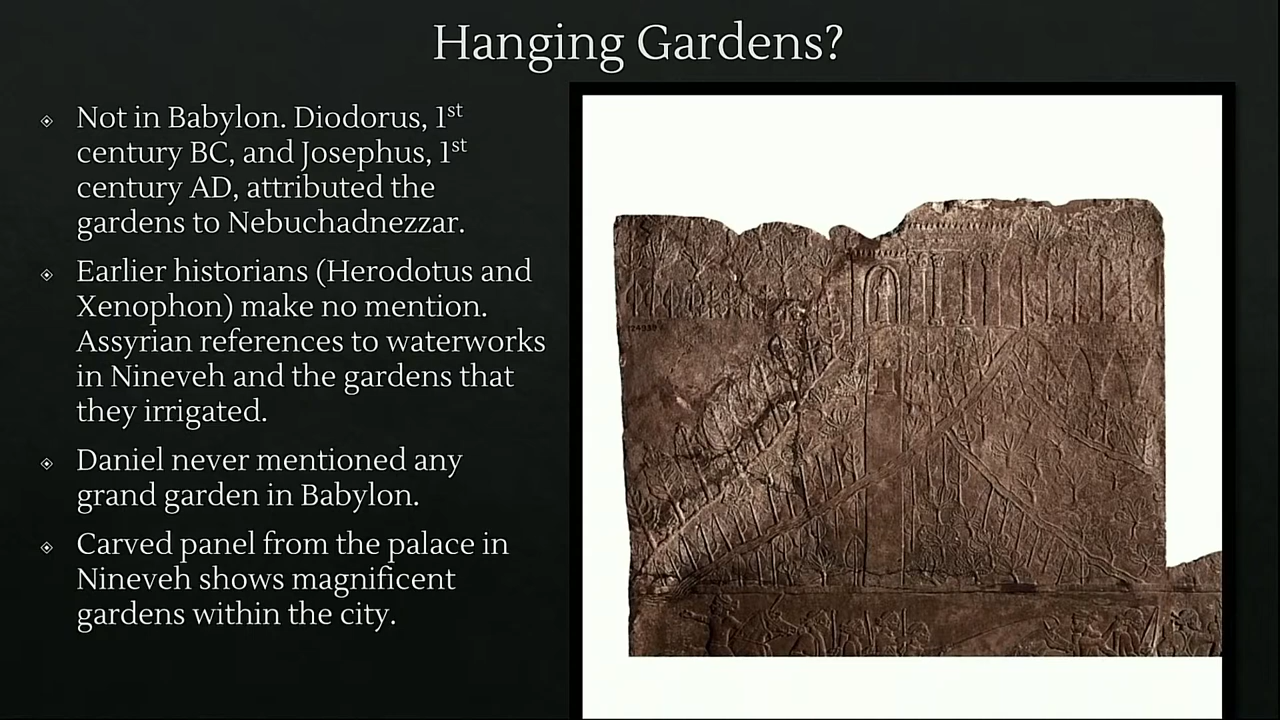 Hanging Gardens?
Not in Babylon. Diodorus, 1st
century BC, and Josephus, 1st
century AD, attributed the
gardens to Nebuchadnezzar.
Earlier historians (Herodotus and
Xenophon) make no mention.
Assyrian references to waterworks
in Nineveh and the gardens that
they irrigated.
Daniel never mentioned any
grand garden in Babylon.
Carved panel from the palace in
Nineveh shows magnificent
gardens within the city.